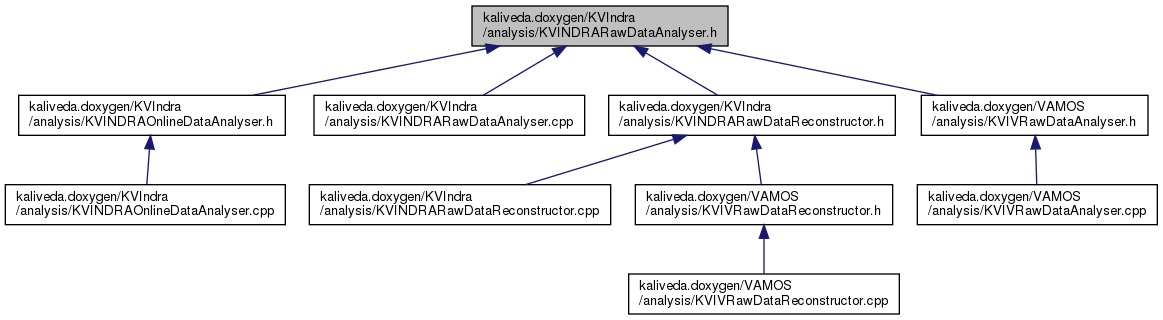 kaliveda.doxygen/KVIndra
/analysis/KVINDRARawDataAnalyser.h
kaliveda.doxygen/KVIndra
/analysis/KVINDRAOnlineDataAnalyser.h
kaliveda.doxygen/KVIndra
/analysis/KVINDRARawDataAnalyser.cpp
kaliveda.doxygen/KVIndra
/analysis/KVINDRARawDataReconstructor.h
kaliveda.doxygen/VAMOS
/analysis/KVIVRawDataAnalyser.h
kaliveda.doxygen/KVIndra
/analysis/KVINDRAOnlineDataAnalyser.cpp
kaliveda.doxygen/KVIndra
/analysis/KVINDRARawDataReconstructor.cpp
kaliveda.doxygen/VAMOS
/analysis/KVIVRawDataReconstructor.h
kaliveda.doxygen/VAMOS
/analysis/KVIVRawDataAnalyser.cpp
kaliveda.doxygen/VAMOS
/analysis/KVIVRawDataReconstructor.cpp